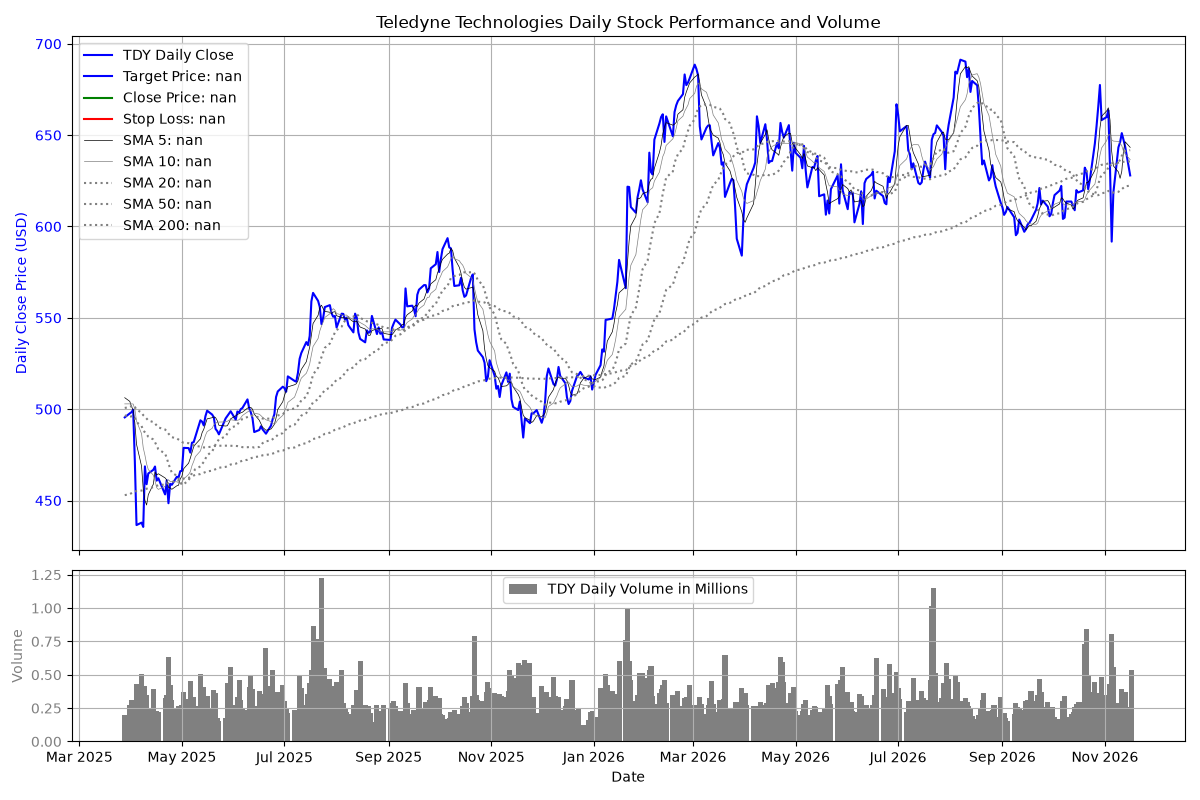 Teledyne Technologies Daily Stock Performance and Volume
700
650
600
550
500
450
Daily Close Price (USD)
TDY Daily Close
Target Price: nan
Close Price: nan
Stop Loss: nan
SMA 5: nan
SMA 10: nan
SMA 20: nan
SMA 50: nan
SMA 200: nan
1.25
1.00
0.75
0.50
0.25
0.00
Volume
TDY Daily Volume in Millions
Mar 2025 May 2025 Jul 2025 Sep 2025 Nov 2025 Jan 2026 Mar 2026 May 2026 Jul 2026 Sep 2026 Nov 2026
Date